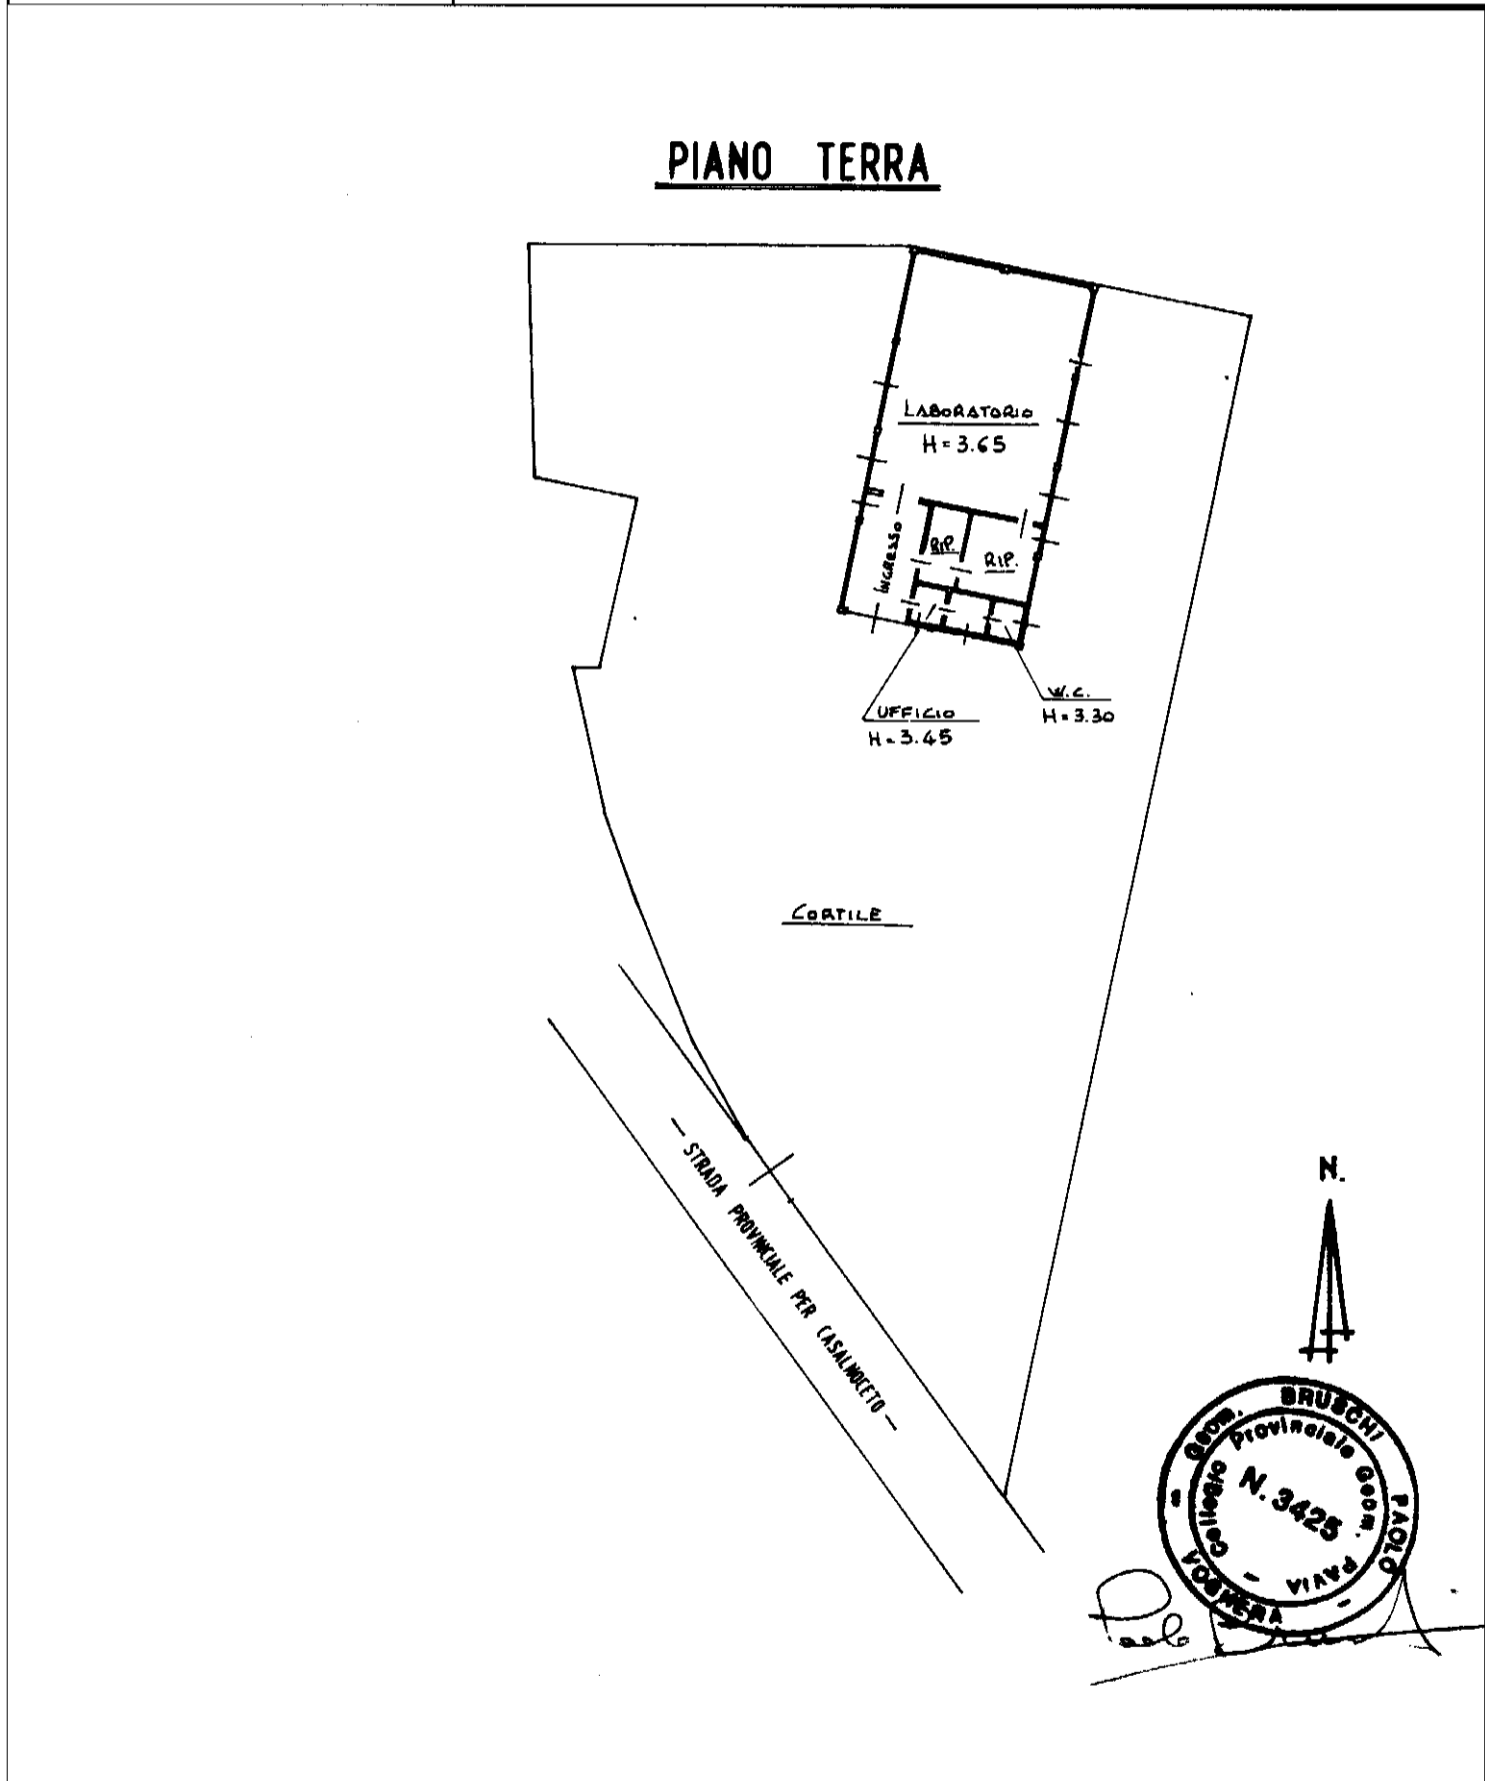 PIANO TERRA
LABORATORIO
H=3.65
INGRESSO
RIP.
RIP.
UFFICIO
H=3.45
W.C.
H=3.30
CORTILE
— STRADA PROVINCIALE PER CASALNOCETO —
N.
Geom. BRUSCHI PAOLO - VOGHERA -
Collegio Provinciale Geom. PAVIA -
N. 3425